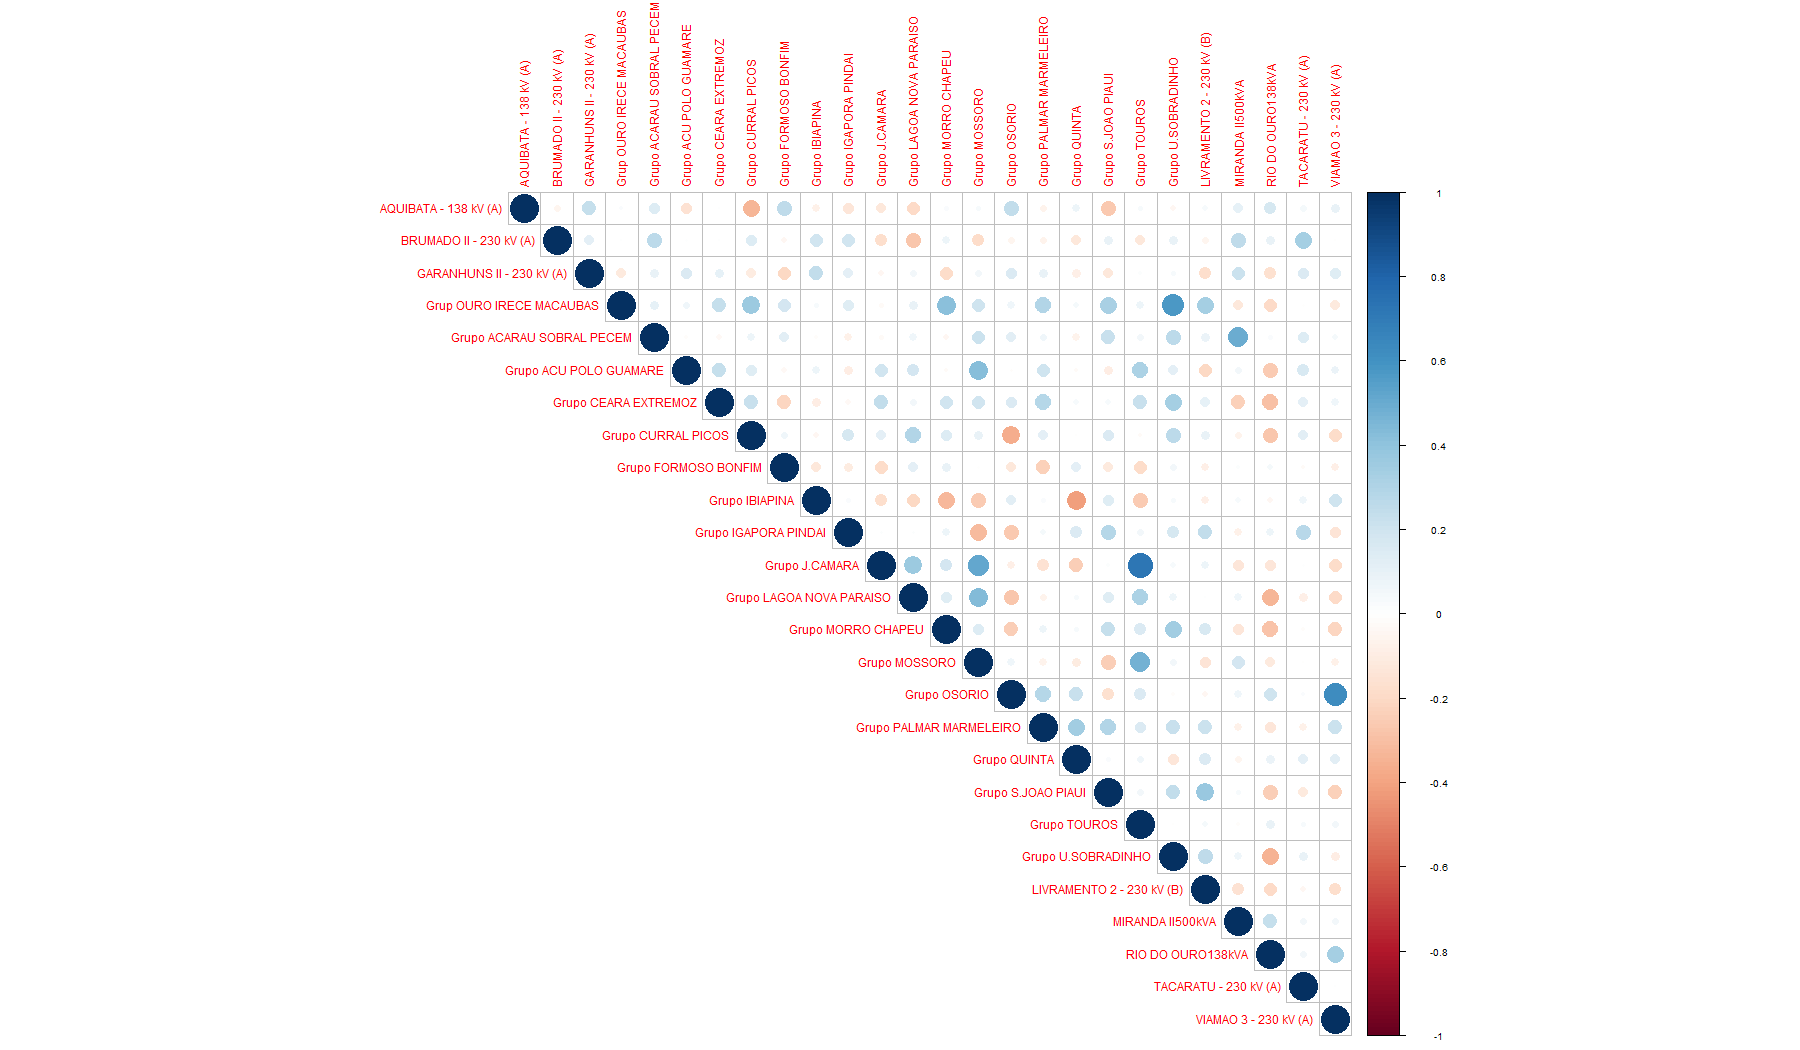 AQUIBATA - 138 kV (A)
BRUMADO II - 230 kV (A)
GARANHUNS II - 230 kV (A)
Grup OURO IRECE MACAUBAS
Grupo ACARAU SOBRAL PECEM
Grupo ACU POLO GUAMARE
Grupo CEARA EXTREMOZ
Grupo CURRAL PICOS
Grupo FORMOSO BONFIM
Grupo IBIAPINA
Grupo IGAPORA PINDAI
Grupo J.CAMARA
Grupo LAGOA NOVA PARAISO
Grupo MORRO CHAPEU
Grupo MOSSORO
Grupo OSORIO
Grupo PALMAR MARMELEIRO
Grupo QUINTA
Grupo S.JOAO PIAUI
Grupo TOUROS
Grupo U.SOBRADINHO
LIVRAMENTO 2 - 230 kV (B)
MIRANDA II500kVA
RIO DO OURO138kVA
TACARATU - 230 kV (A)
VIAMAO 3 - 230 kV (A)
AQUIBATA - 138 kV (A)
BRUMADO II - 230 kV (A)
GARANHUNS II - 230 kV (A)
Grup OURO IRECE MACAUBAS
Grupo ACARAU SOBRAL PECEM
Grupo ACU POLO GUAMARE
Grupo CEARA EXTREMOZ
Grupo CURRAL PICOS
Grupo FORMOSO BONFIM
Grupo IBIAPINA
Grupo IGAPORA PINDAI
Grupo J.CAMARA
Grupo LAGOA NOVA PARAISO
Grupo MORRO CHAPEU
Grupo MOSSORO
Grupo OSORIO
Grupo PALMAR MARMELEIRO
Grupo QUINTA
Grupo S.JOAO PIAUI
Grupo TOUROS
Grupo U.SOBRADINHO
LIVRAMENTO 2 - 230 kV (B)
MIRANDA II500kVA
RIO DO OURO138kVA
TACARATU - 230 kV (A)
VIAMAO 3 - 230 kV (A)
1
0.8
0.6
0.4
0.2
0
-0.2
-0.4
-0.6
-0.8
-1